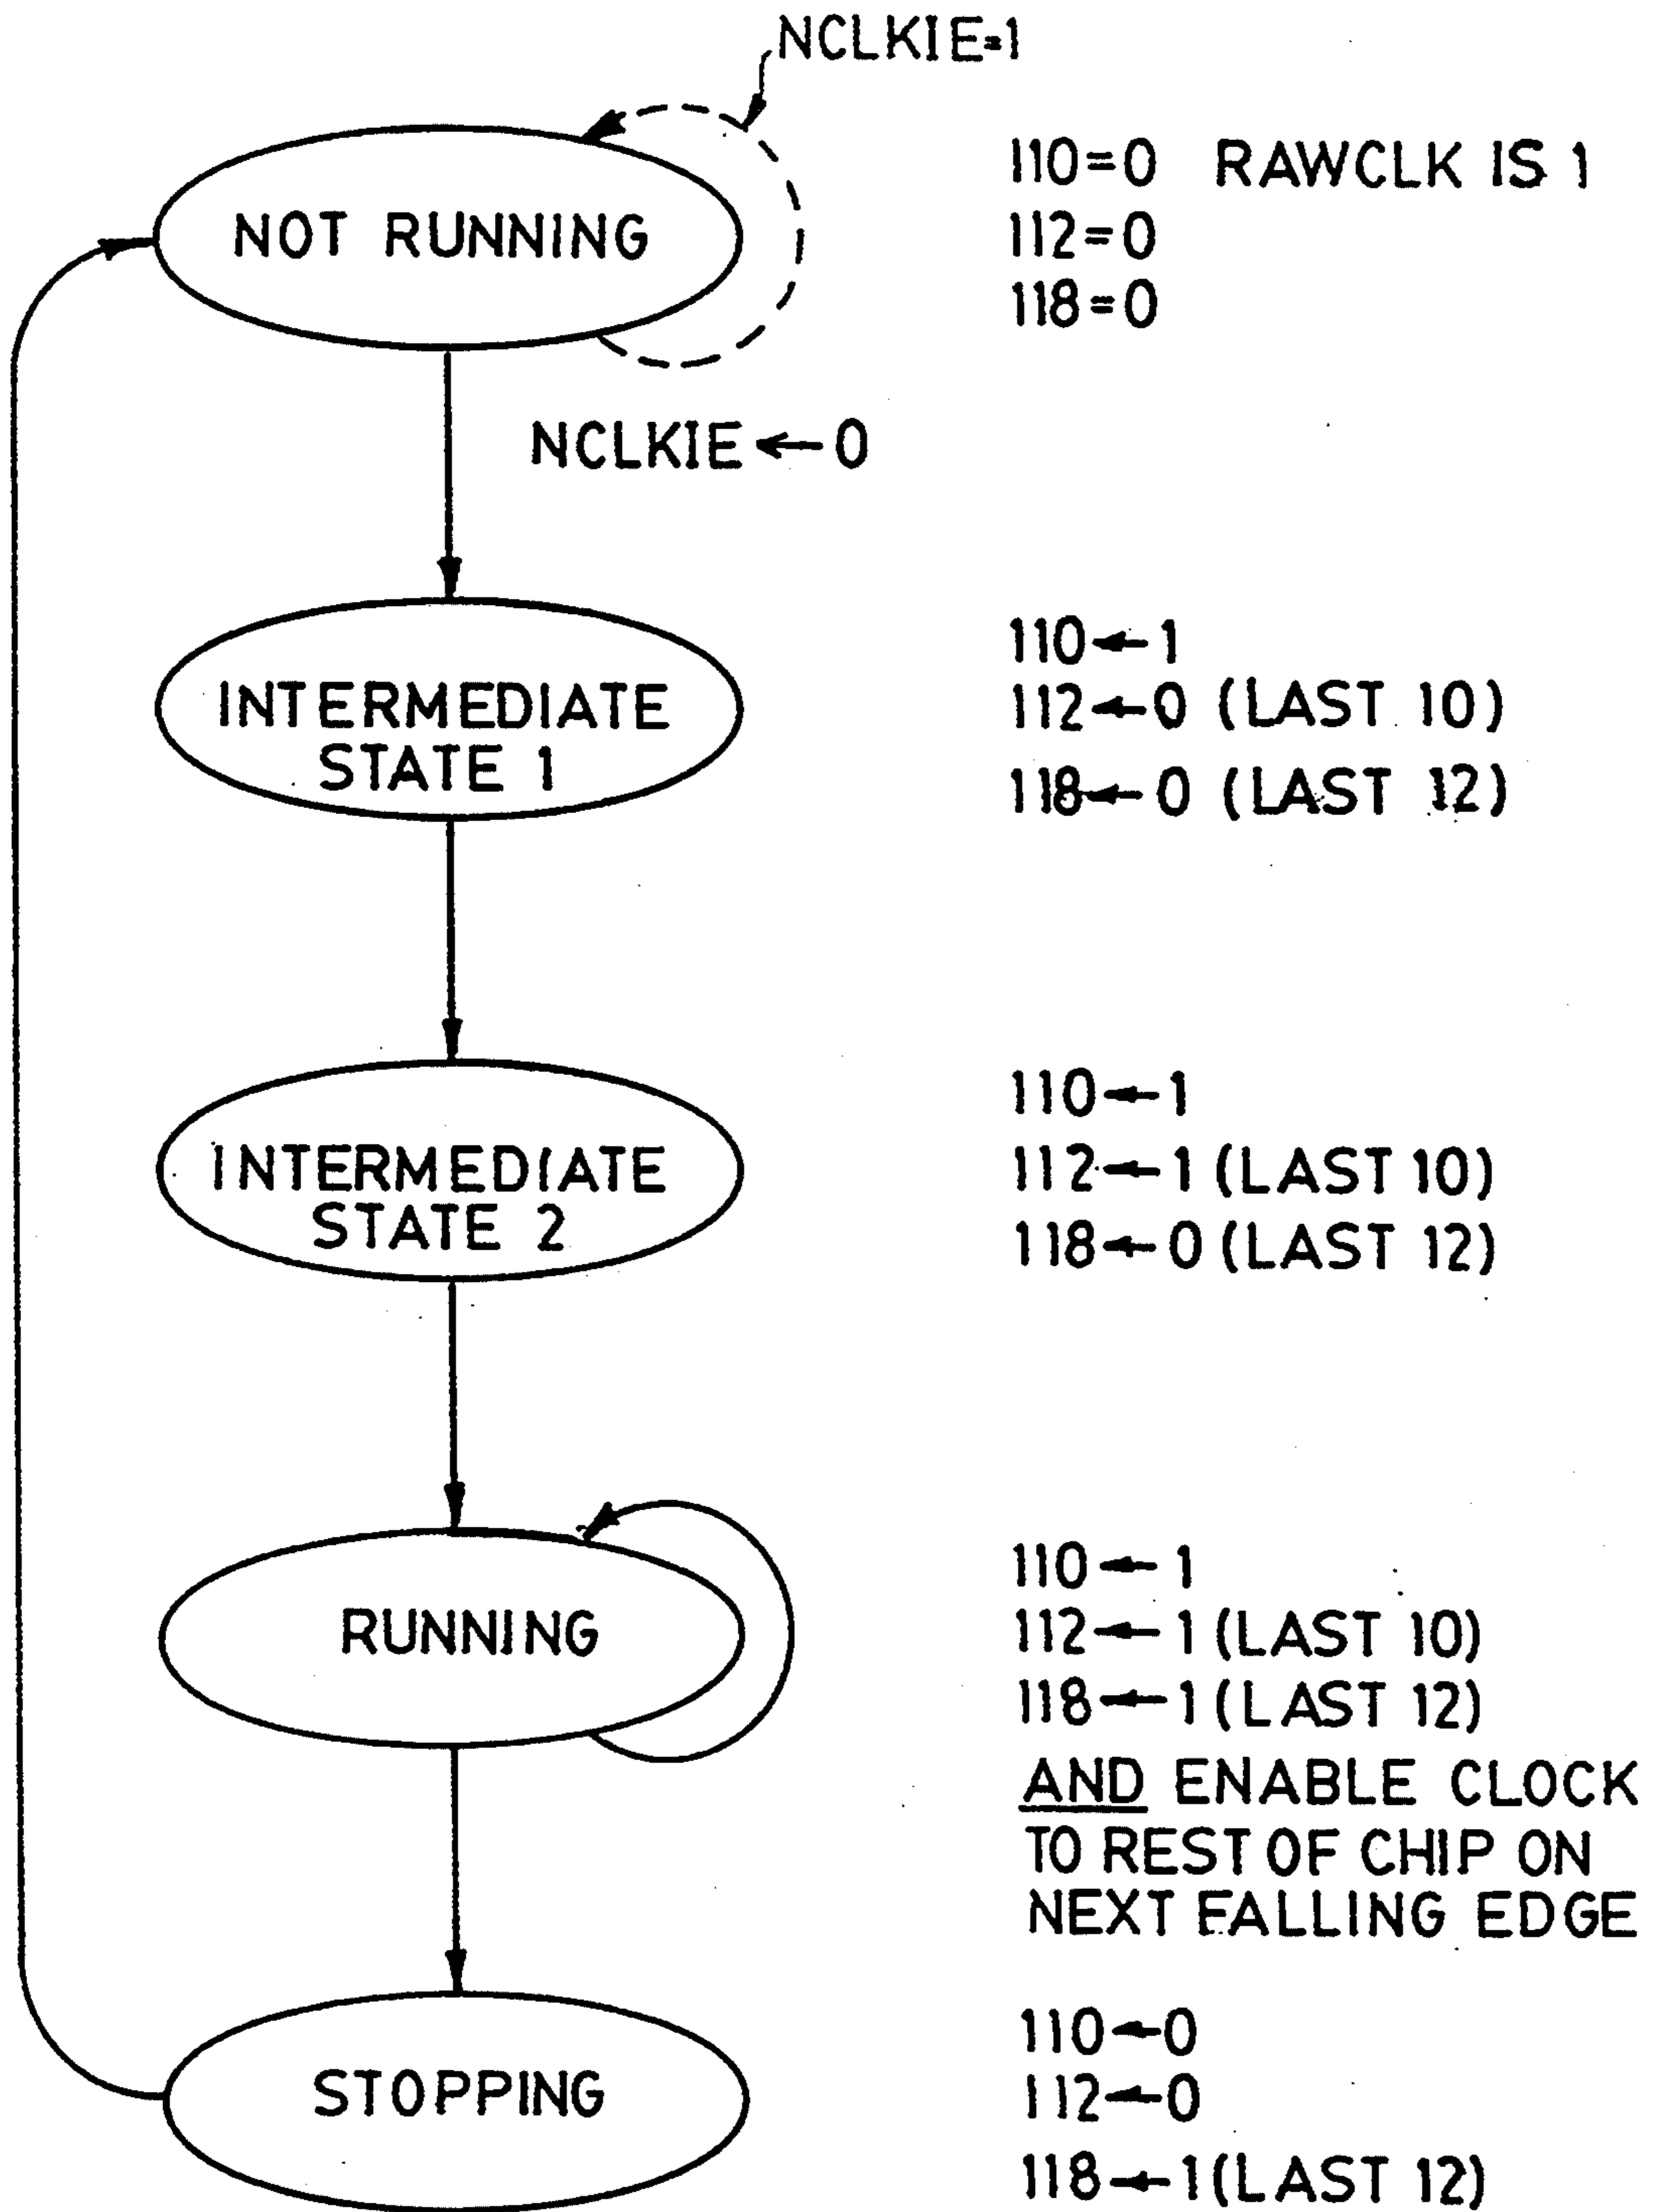 NCLKIE=1
NOT RUNNING
110=0 RAWCLK IS 1
112=0
118=0
NCLKIE←0
INTERMEDIATE
STATE 1
110←1
112←0 (LAST 10)
118←0 (LAST 12)
INTERMEDIATE
STATE 2
110←1
112←1 (LAST 10)
118←0 (LAST 12)
RUNNING
110←1
112←1 (LAST 10)
118←1 (LAST 12)
AND ENABLE CLOCK
TO REST OF CHIP ON
NEXT FALLING EDGE
STOPPING
110←0
112←0
118←1 (LAST 12)